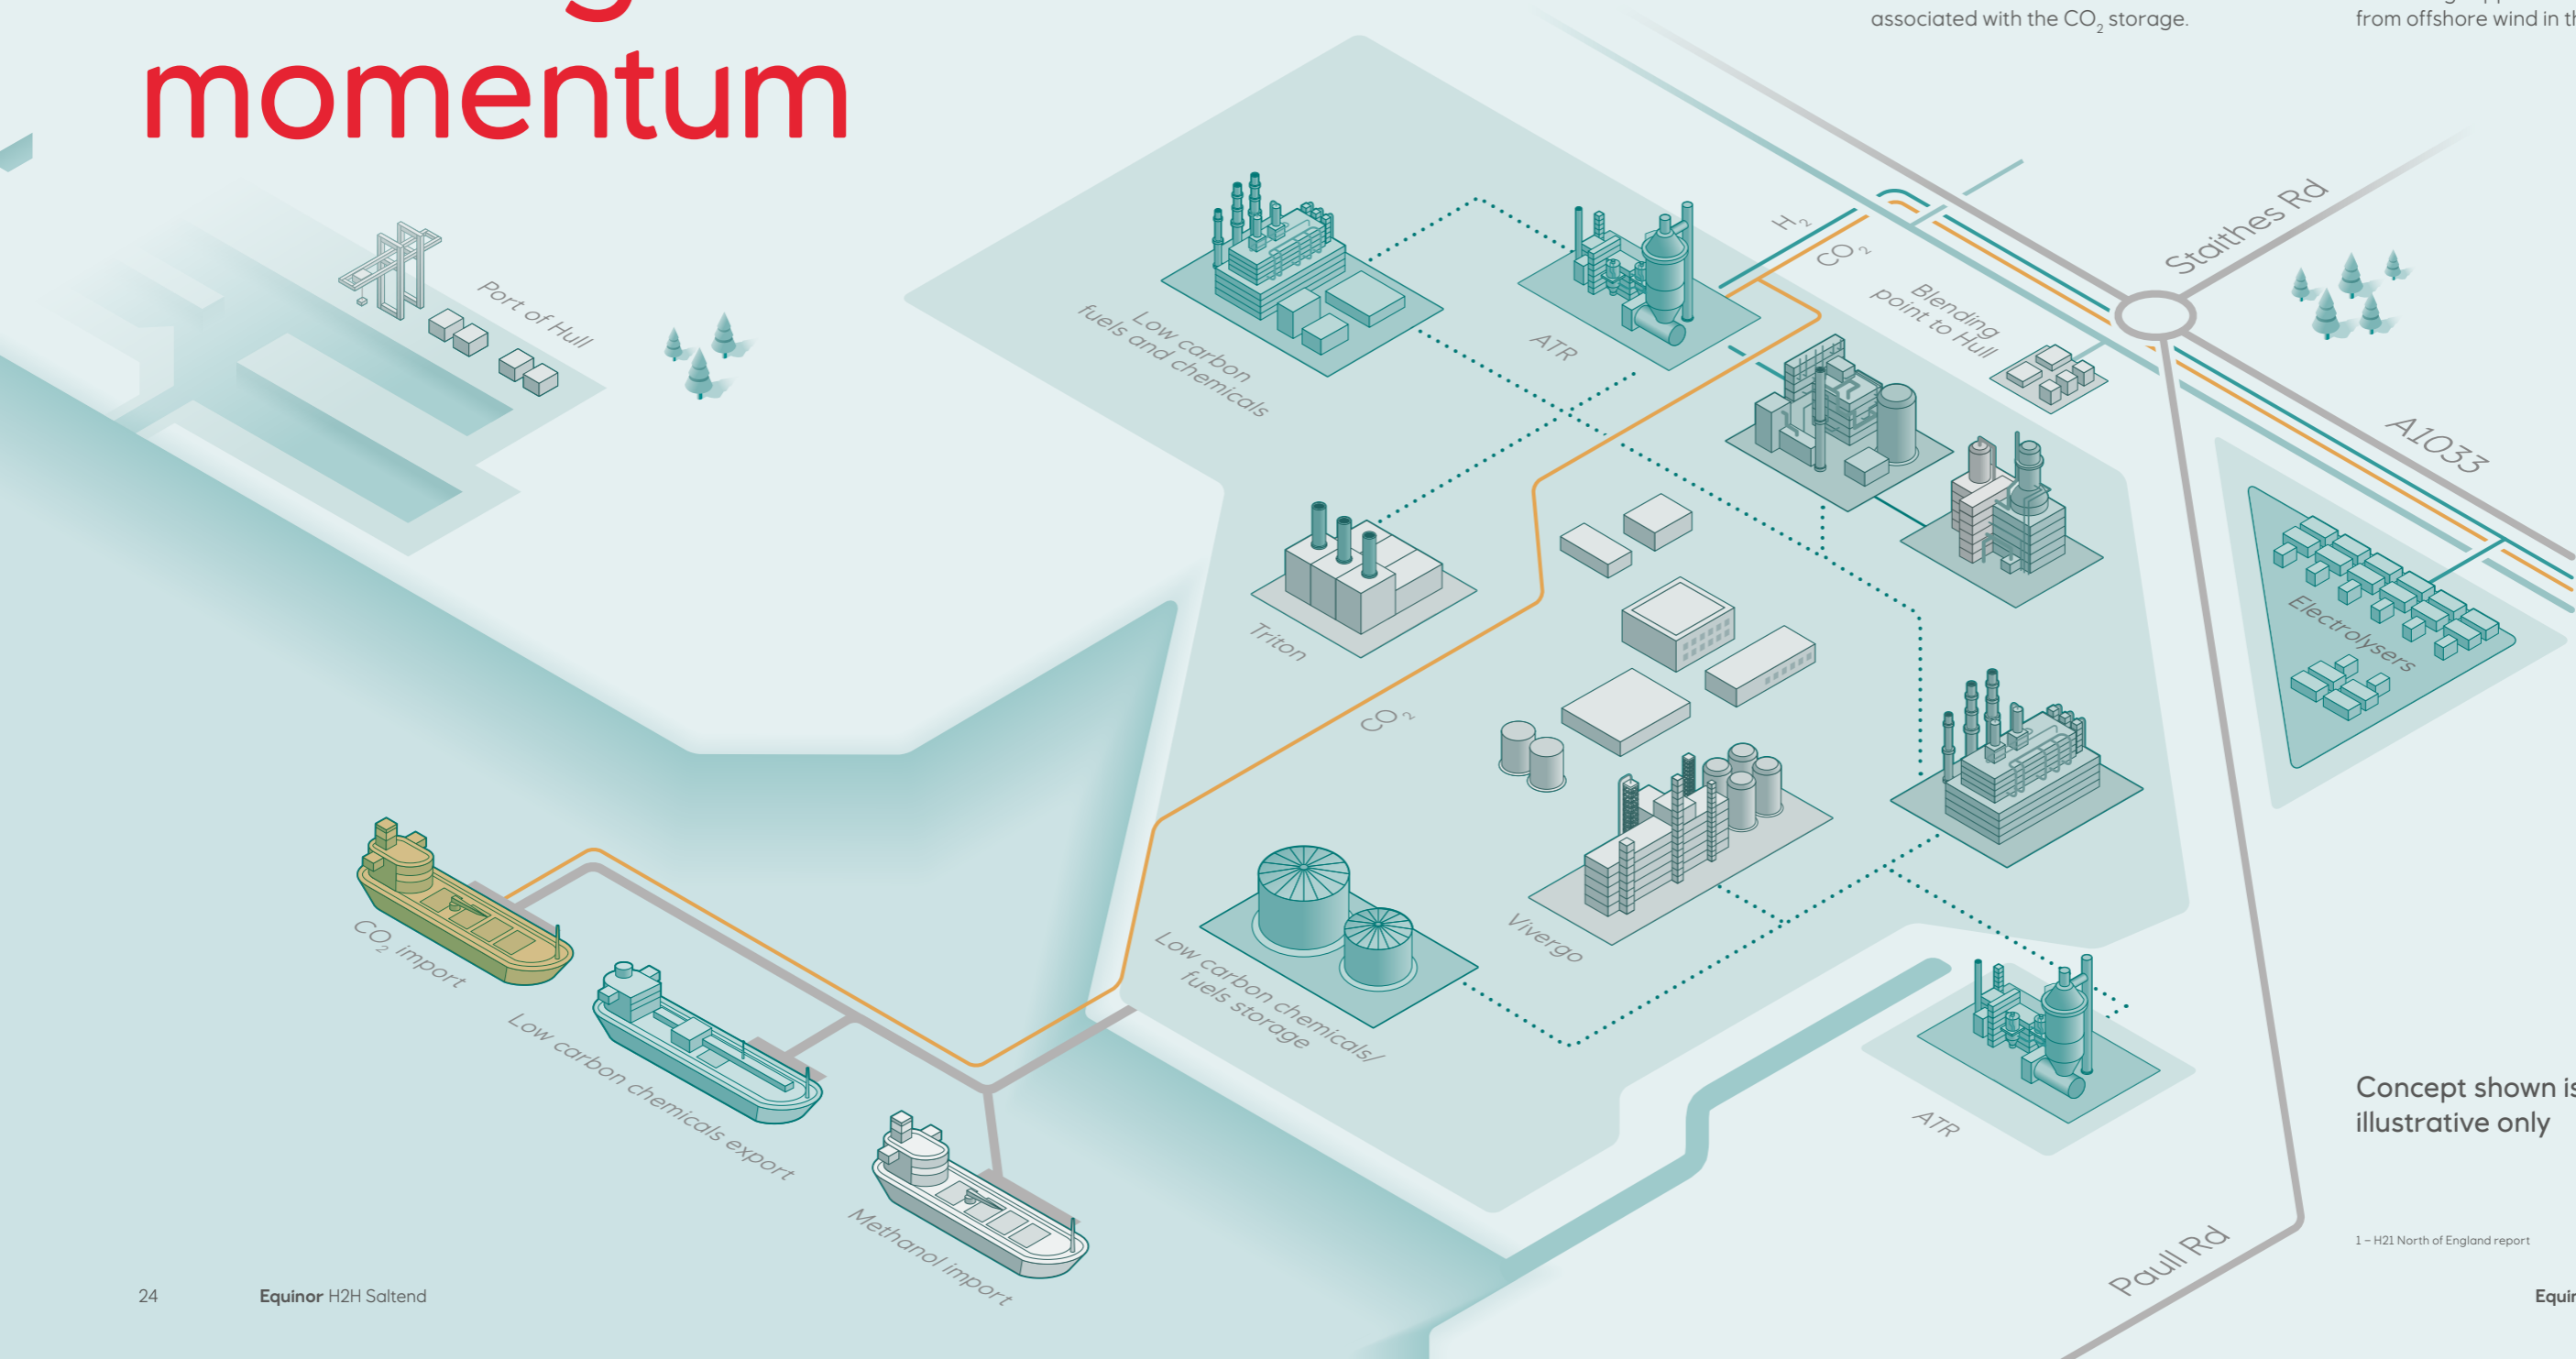 momentum
associated with the CO₂ storage.
from offshore wind in
Port of Hull
Low carbon
fuels and chemicals
ATR
H₂
CO₂
Blending
point to Hull
Staithes Rd
A1033
Electrolysers
Triton
CO₂
Vivergo
Low carbon chemicals/
fuels storage
ATR
CO₂ import
Low carbon chemicals export
Methanol import
Paull Rd
Concept shown is
illustrative only
1 – H21 North of England report
24
Equinor H2H Saltend